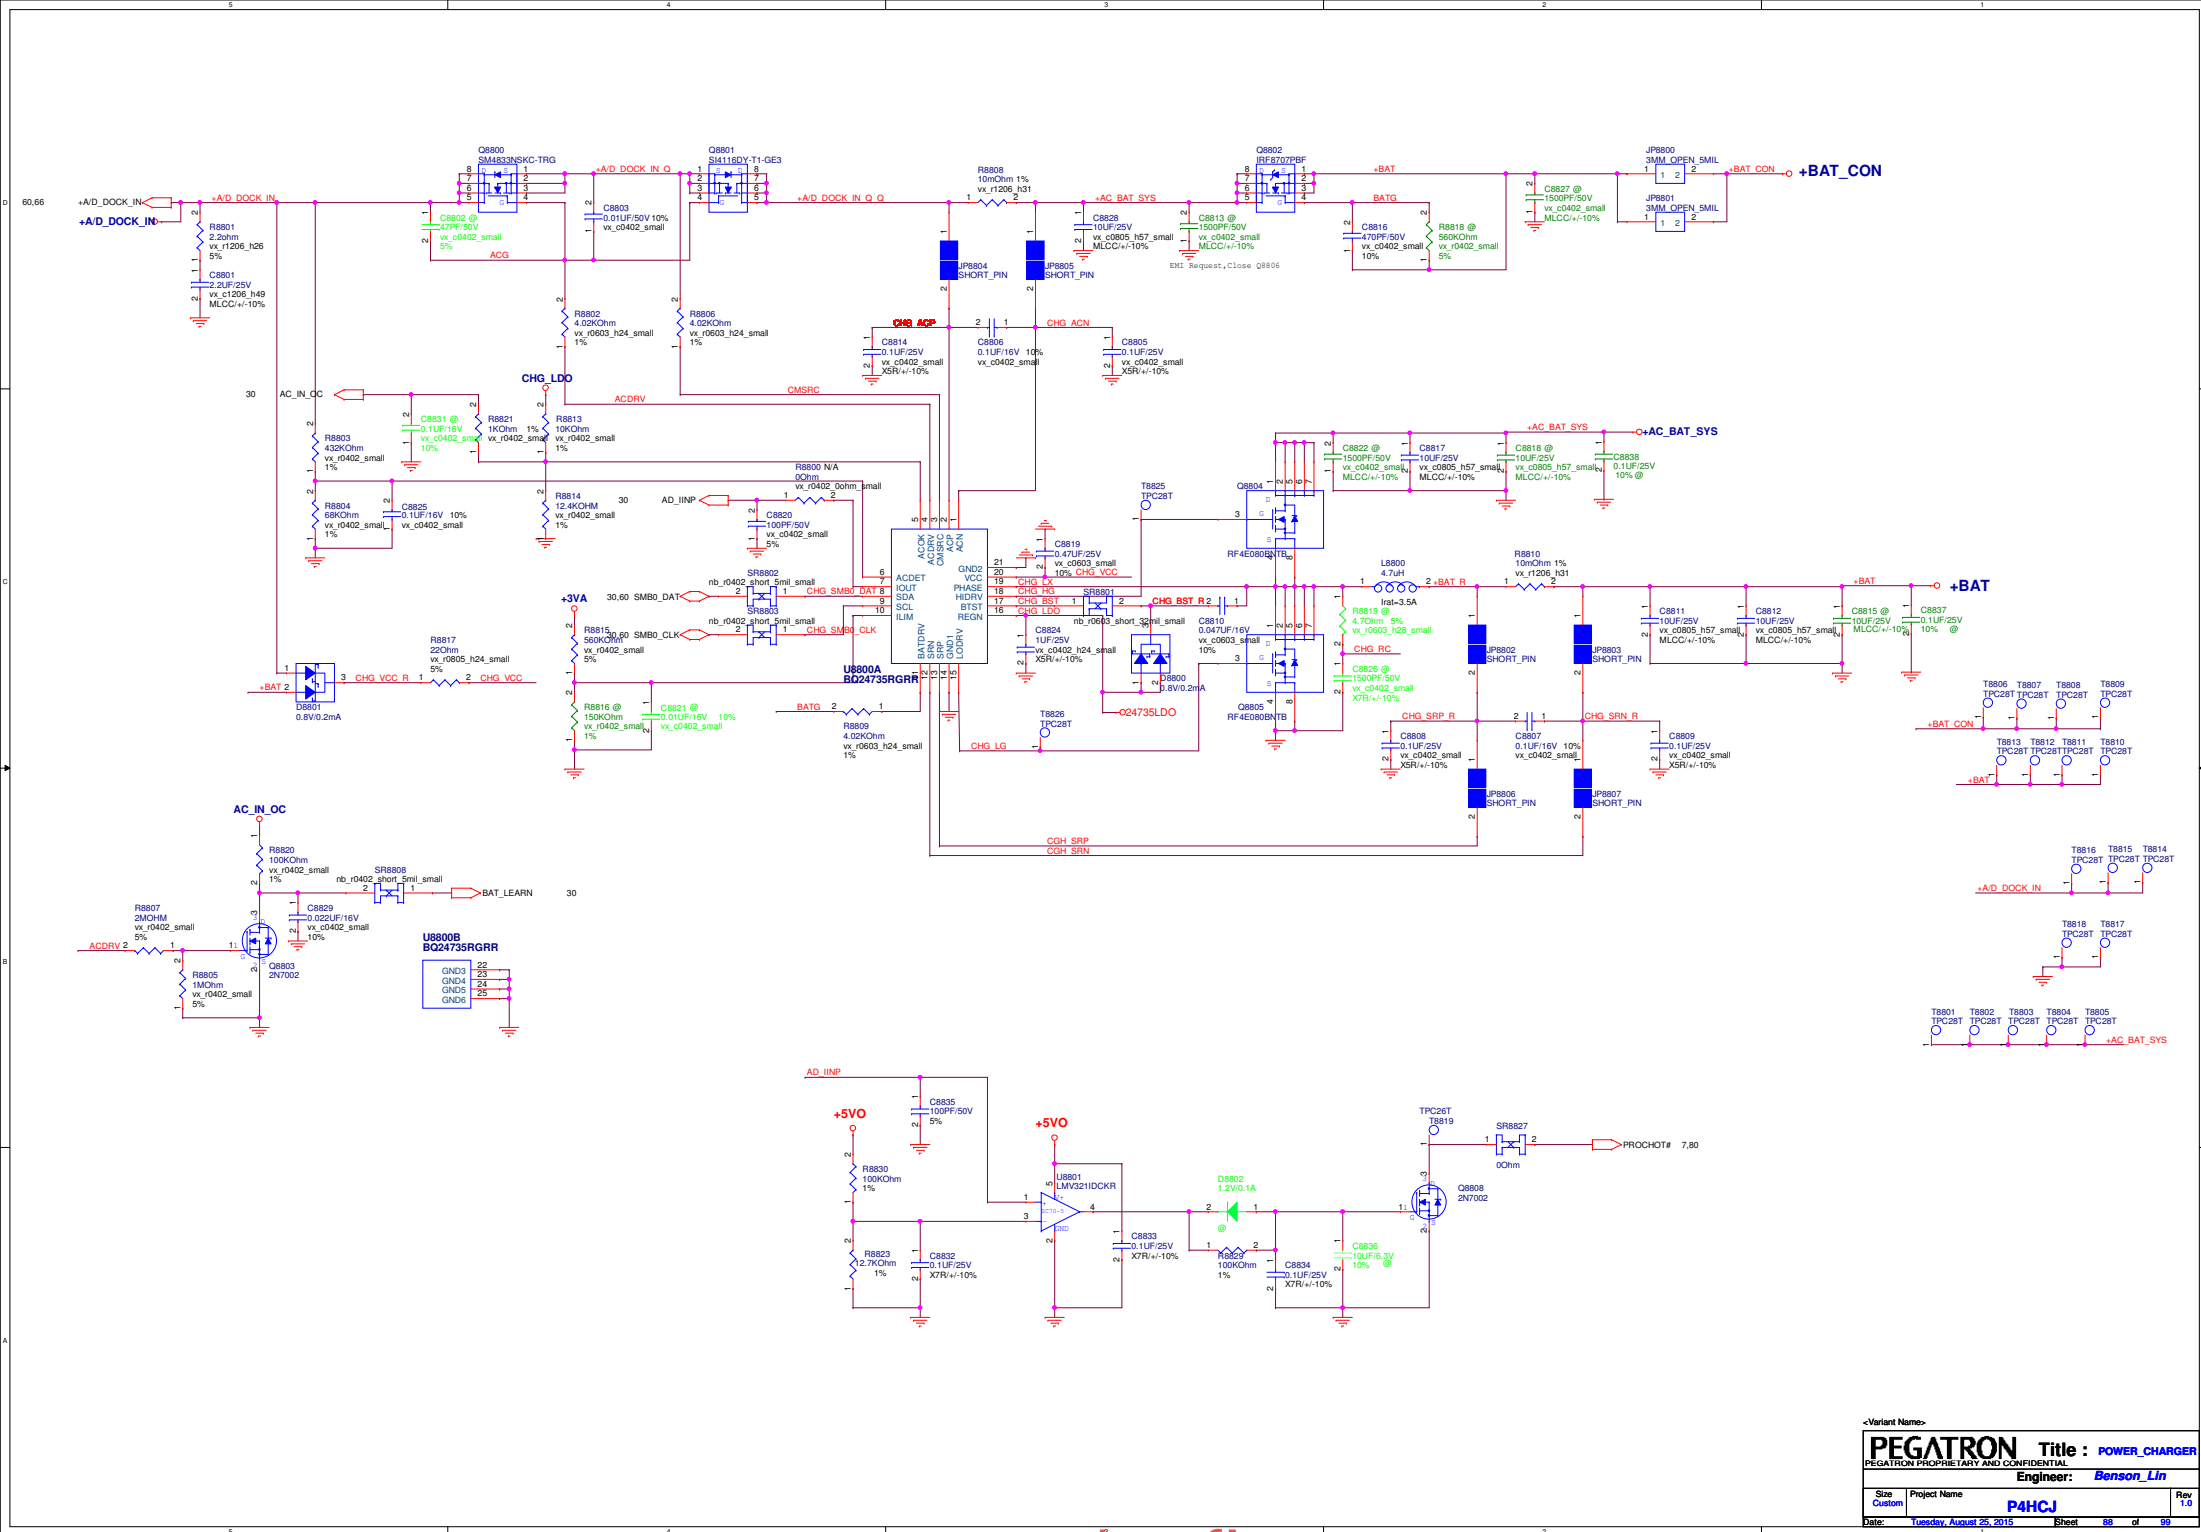 5
4
3
2
1
D
60,66
+A/D_DOCK_IN
+A/D_DOCK_IN
+A/D_DOCK_IN
R8801
2.2ohm
vx_r1206_h26
5%
C8801
2.2UF/25V
vx_c1206_h49
MLCC/+/-10%
Q8800
SM4833NSKC-TRG
C8802 @
47PF/50V
vx_c0402_small
5%
ACG
+A/D_DOCK_IN_Q
C8803
0.01UF/50V 10%
vx_c0402_small
Q8801
SI4116DY-T1-GE3
+A/D_DOCK_IN_Q_Q
R8808
10mOhm 1%
vx_r1206_h31
+AC_BAT_SYS
C8828
10UF/25V
vx_c0805_h57_small
MLCC/+/-10%
C8813 @
1500PF/50V
vx_c0402_small
MLCC/+/-10%
EMI Request,Close Q8806
Q8802
IRF8707PBF
+BAT
BATG
C8816
470PF/50V
vx_c0402_small
10%
R8818 @
560KOhm
vx_r0402_small
5%
C8827 @
1500PF/50V
vx_c0402_small
MLCC/+/-10%
JP8800
3MM_OPEN_5MIL
JP8801
3MM_OPEN_5MIL
+BAT_CON
+BAT_CON
JP8804
SHORT_PIN
JP8805
SHORT_PIN
R8802
4.02KOhm
vx_r0603_h24_small
1%
R8806
4.02KOhm
vx_r0603_h24_small
1%
CHG_ACP
CHG_ACN
C8814
0.1UF/25V
vx_c0402_small
X5R/+/-10%
C8806
0.1UF/16V 10%
vx_c0402_small
C8805
0.1UF/25V
vx_c0402_small
X5R/+/-10%
CHG_LDO
CMSRC
ACDRV
30
AC_IN_OC
C8831 @
0.1UF/16V
vx_c0402_small
10%
R8821
1KOhm 1%
vx_r0402_small
R8813
10KOhm
vx_r0402_small
1%
R8803
432KOhm
vx_r0402_small
1%
R8804
68KOhm
vx_r0402_small
1%
C8825
0.1UF/16V 10%
vx_c0402_small
R8814
12.4KOHM
vx_r0402_small
1%
30
AD_IINP
R8800 N/A
0Ohm
vx_r0402_0ohm_small
C8820
100PF/50V
vx_c0402_small
5%
ACOK
ACDRV
CMSRC
ACP
ACN
6 ACDET
7 IOUT
8 SDA
9 SCL
10 ILIM
GND2 21
VCC 20
PHASE 19
HIDRV 18
BTST 17
REGN 16
BATDRV
SRN
SRP
GND1
LODRV
U8800A
BQ24735RGRR
C
SR8802
nb_r0402_short_5mil_small
30,60 SMB0_DAT
CHG_SMB0_DAT
SR8803
nb_r0402_short_5mil_small
30,60 SMB0_CLK
CHG_SMB0_CLK
+3VA
R8815
560KOhm
vx_r0402_small
5%
R8816 @
150KOhm
vx_r0402_small
1%
C8821 @
0.01UF/16V 10%
vx_c0402_small
R8817
22Ohm
vx_r0805_h24_small
5%
CHG_VCC_R
CHG_VCC
+BAT
D8801
0.8V/0.2mA
BATG
R8809
4.02KOhm
vx_r0603_h24_small
1%
C8819
0.47UF/25V
vx_c0603_small
10%
CHG_VCC
CHG_LX
CHG_HG
CHG_BST
CHG_LDO
SR8801
nb_r0603_short_32mil_small
CHG_BST_R
C8824
1UF/25V
vx_c0402_h24_small
X5R/+/-10%
C8810
0.047UF/16V
vx_c0603_small
10%
D8800
0.8V/0.2mA
24735LDO
T8825
TPC28T
T8826
TPC28T
CHG_LG
Q8804
RF4E080BNTB
Q8805
RF4E080BNTB
C8822 @
1500PF/50V
vx_c0402_small
MLCC/+/-10%
C8817
10UF/25V
vx_c0805_h57_small
MLCC/+/-10%
C8818 @
10UF/25V
vx_c0805_h57_small
MLCC/+/-10%
C8838
0.1UF/25V
10% @
+AC_BAT_SYS
+AC_BAT_SYS
L8800
4.7uH
Irat=3.5A
+BAT_R
R8810
10mOhm 1%
vx_r1206_h31
R8819 @
4.7Ohm 5%
vx_r0603_h28_small
CHG_RC
C8826 @
1500PF/50V
vx_c0402_small
X7R/+/-10%
JP8802
SHORT_PIN
JP8803
SHORT_PIN
C8811
10UF/25V
vx_c0805_h57_small
MLCC/+/-10%
C8812
10UF/25V
vx_c0805_h57_small
MLCC/+/-10%
C8815 @
10UF/25V
MLCC/+/-10%
C8837
0.1UF/25V
10% @
+BAT
+BAT
CHG_SRP_R
CHG_SRN_R
C8808
0.1UF/25V
vx_c0402_small
X5R/+/-10%
C8807
0.1UF/16V 10%
vx_c0402_small
C8809
0.1UF/25V
vx_c0402_small
X5R/+/-10%
JP8806
SHORT_PIN
JP8807
SHORT_PIN
CGH_SRP
CGH_SRN
T8806 T8807 T8808 T8809
TPC28T TPC28T TPC28T TPC28T
+BAT_CON
T8813 T8812 T8811 T8810
TPC28T TPC28T TPC28T TPC28T
+BAT
T8816 T8815 T8814
TPC28T TPC28T TPC28T
+A/D_DOCK_IN
T8818 T8817
TPC28T TPC28T
T8801 T8802 T8803 T8804 T8805
TPC28T TPC28T TPC28T TPC28T TPC28T
+AC_BAT_SYS
B
AC_IN_OC
R8820
100KOhm
vx_r0402_small
1%
SR8808
nb_r0402_short_5mil_small
BAT_LEARN
30
C8829
0.022UF/16V
vx_c0402_small
10%
R8807
2MOHM
vx_r0402_small
5%
ACDRV
R8805
1MOhm
vx_r0402_small
5%
Q8803
2N7002
U8800B
BQ24735RGRR
GND3 22
GND4 23
GND5 24
GND6 25
AD_IINP
C8835
100PF/50V
5%
+5VO
R8830
100KOhm
1%
R8823
12.7KOhm
1%
C8832
0.1UF/25V
X7R/+/-10%
+5VO
U8801
LMV321IDCKR
SC70-5
V+
GND
C8833
0.1UF/25V
X7R/+/-10%
D8802
1.2V/0.1A
@
R8829
100KOhm
1%
C8834
0.1UF/25V
X7R/+/-10%
C8836
10UF/6.3V
10% @
TPC26T
T8819
Q8808
2N7002
SR8827
0Ohm
PROCHOT# 7,80
A
<Variant Name>
PEGATRON
PEGATRON PROPRIETARY AND CONFIDENTIAL
Title : POWER_CHARGER
Engineer: Benson_Lin
Size
Custom
Project Name
P4HCJ
Rev
1.0
Date: Tuesday, August 25, 2015
Sheet 88 of 99